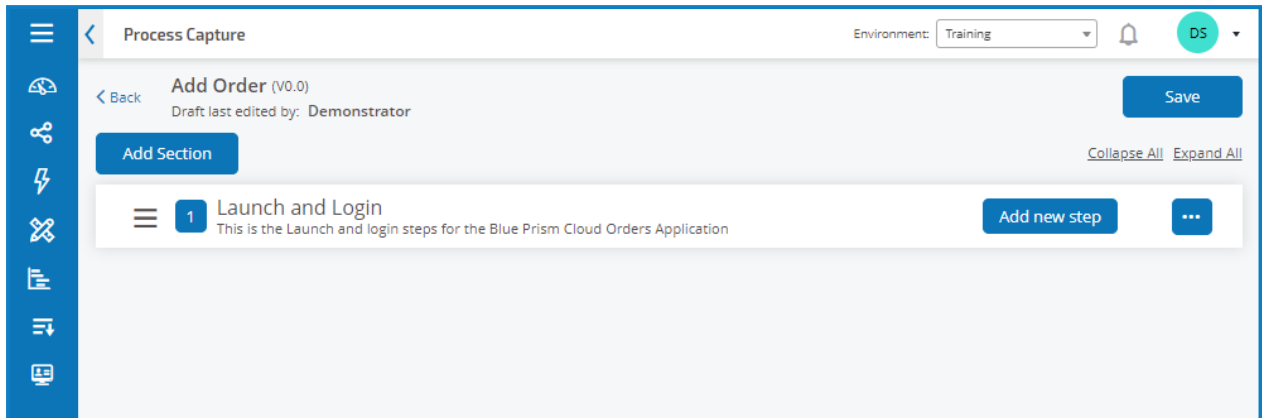 Process Capture
Environment: Training
DS
Back
Add Order (V0.0)
Draft last edited by: Demonstrator
Save
Add Section
Collapse All Expand All
1
Launch and Login
This is the Launch and login steps for the Blue Prism Cloud Orders Application
Add new step